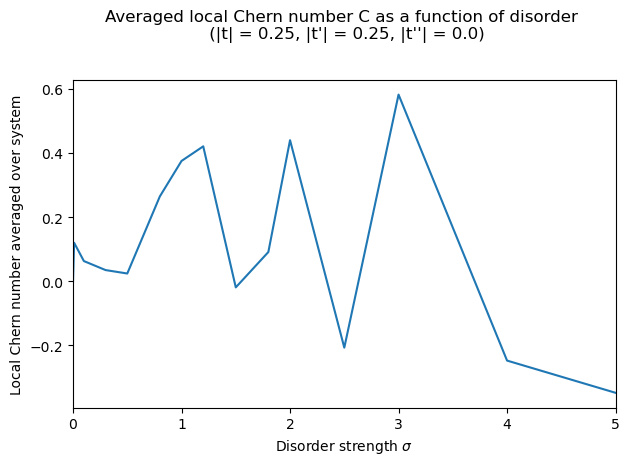 Averaged local Chern number C as a function of disorder
(|t| = 0.25, |t'| = 0.25, |t''| = 0.0)
0.6
0.4
0.2
0.0
−0.2
Local Chern number averaged over system
0 1 2 3 4 5
Disorder strength σ